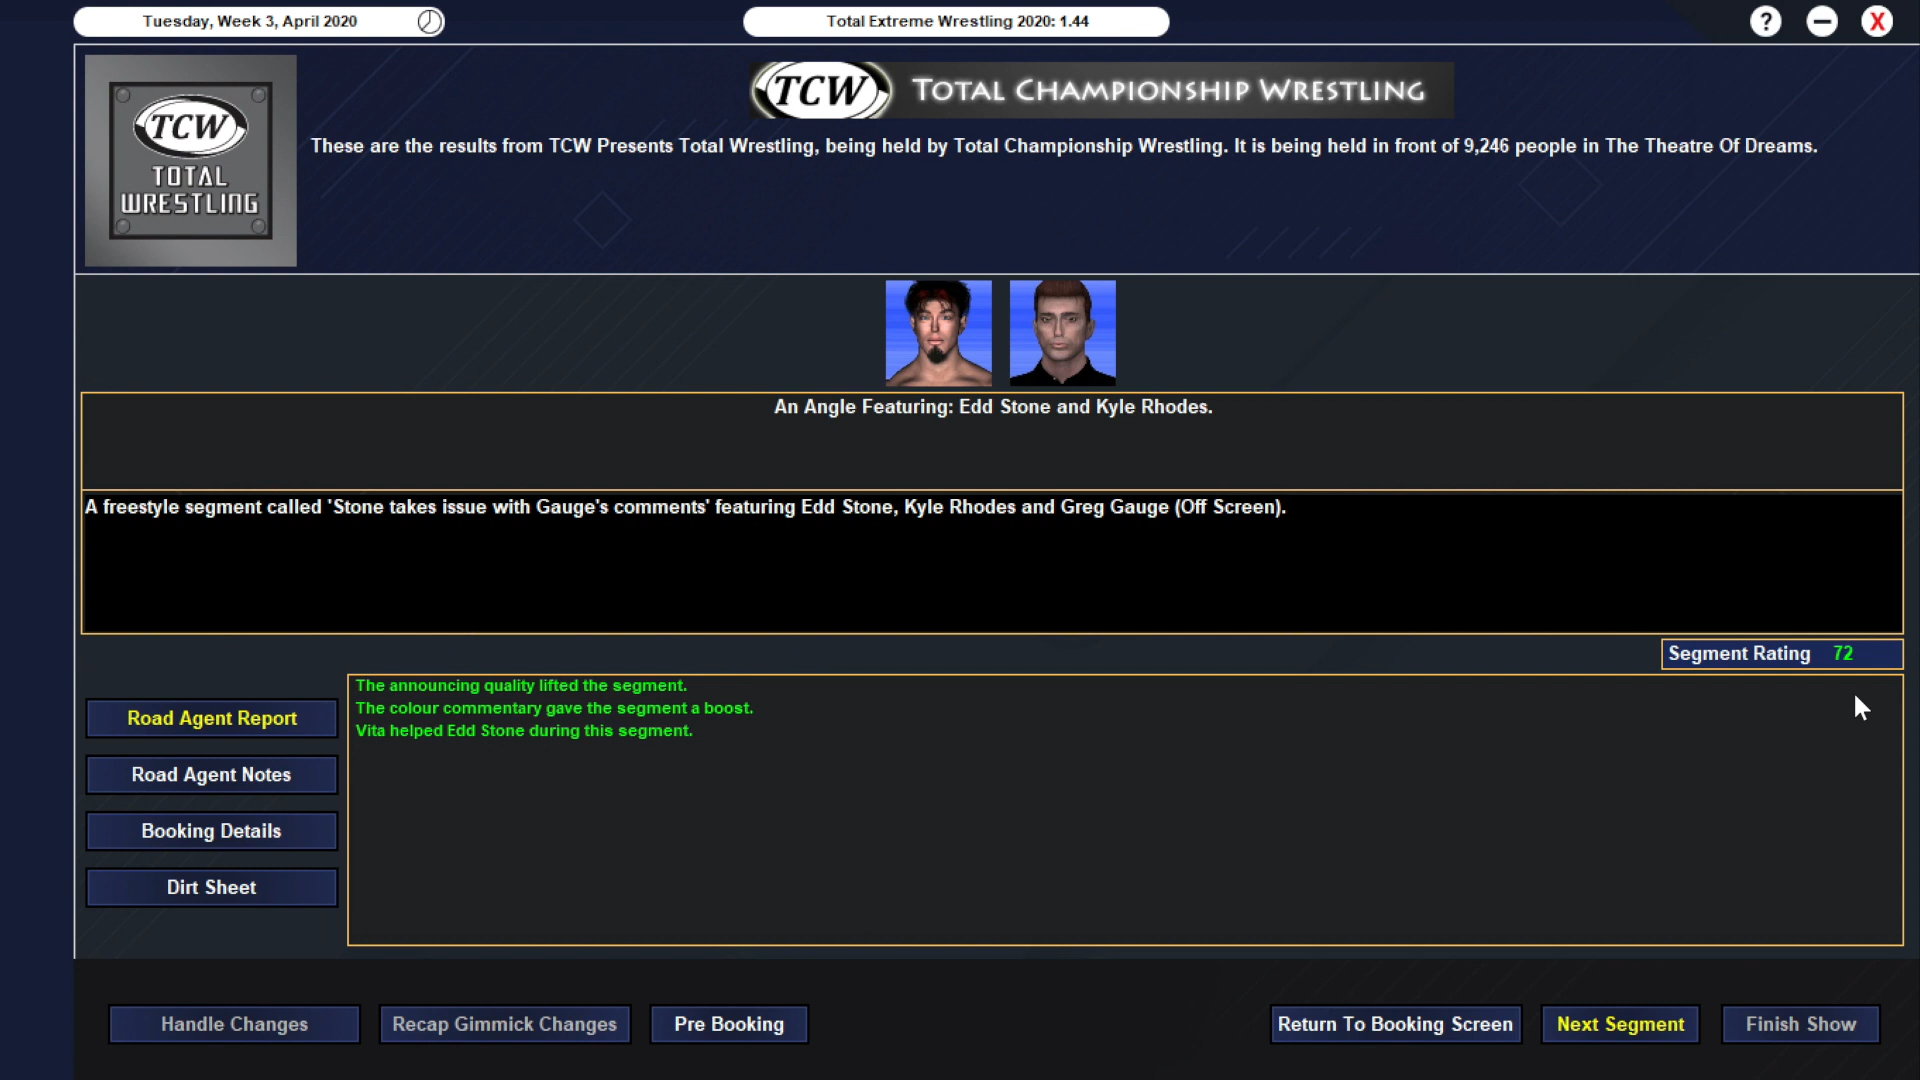 Tuesday, Week 3, April 2020
Total Extreme Wrestling 2020: 1.44
?
X
TCW
TOTAL
WRESTLING
TCW TOTAL CHAMPIONSHIP WRESTLING
These are the results from TCW Presents Total Wrestling, being held by Total Championship Wrestling. It is being held in front of 9,246 people in The Theatre Of Dreams.
An Angle Featuring: Edd Stone and Kyle Rhodes.
A freestyle segment called 'Stone takes issue with Gauge's comments' featuring Edd Stone, Kyle Rhodes and Greg Gauge (Off Screen).
Segment Rating 72
Road Agent Report
Road Agent Notes
Booking Details
Dirt Sheet
The announcing quality lifted the segment.
The colour commentary gave the segment a boost.
Vita helped Edd Stone during this segment.
Handle Changes
Recap Gimmick Changes
Pre Booking
Return To Booking Screen
Next Segment
Finish Show